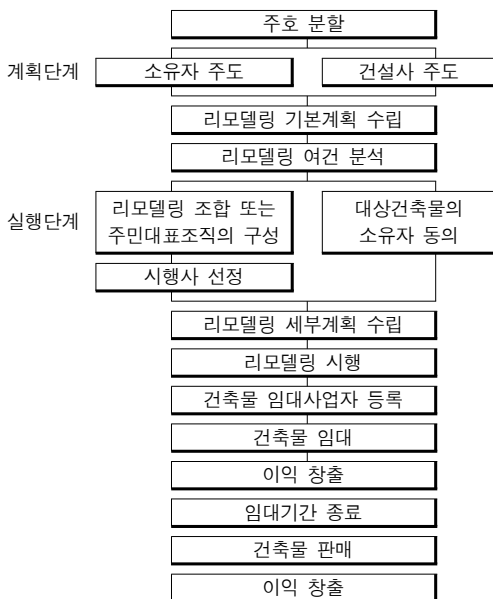 주호 분할
계획단계
소유자 주도
건설사 주도
리모델링 기본계획 수립
리모델링 여건 분석
실행단계
리모델링 조합 또는
주민대표조직의 구성
대상건축물의
소유자 동의
시행사 선정
리모델링 세부계획 수립
리모델링 시행
건축물 임대사업자 등록
건축물 임대
이익 창출
임대기간 종료
건축물 판매
이익 창출